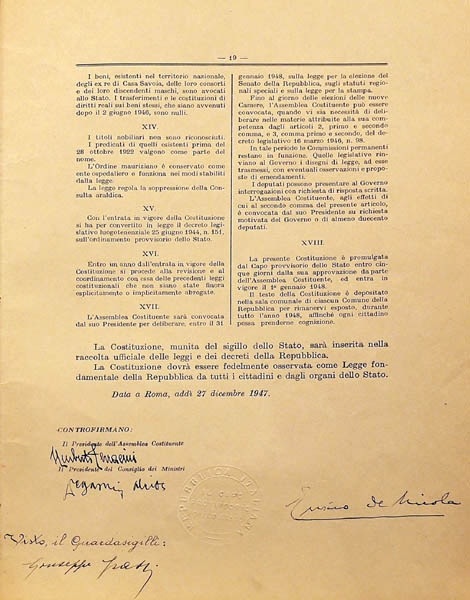 — 19 —
I beni, esistenti nel territorio nazionale,
degli ex re di Casa Savoia, delle loro consorti
e dei loro discendenti maschi, sono avocati
allo Stato. I trasferimenti e le costituzioni di
diritti reali sui beni stessi, che siano avvenuti
dopo il 2 giugno 1946, sono nulli.
XIV.
I titoli nobiliari non sono riconosciuti.
I predicati di quelli esistenti prima del
28 ottobre 1922 valgono come parte del
nome.
L'Ordine mauriziano è conservato come
ente ospedaliero e funziona nei modi stabiliti
dalla legge.
La legge regola la soppressione della Con-
sulta araldica.
XV.
Con l'entrata in vigore della Costituzione
si ha per convertito in legge il decreto legi-
slativo luogotenenziale 25 giugno 1944, n. 151,
sull'ordinamento provvisorio dello Stato.
XVI.
Entro un anno dall'entrata in vigore della
Costituzione si procede alla revisione e al
coordinamento con essa delle precedenti leggi
costituzionali che non siano state finora
esplicitamente o implicitamente abrogate.
XVII.
L'Assemblea Costituente sarà convocata
dal suo Presidente per deliberare, entro il 31
gennaio 1948, sulla legge per la elezione del
Senato della Repubblica, sugli statuti regio-
nali speciali e sulla legge per la stampa.
Fino al giorno delle elezioni delle nuove
Camere, l'Assemblea Costituente può essere
convocata, quando vi sia necessità di deli-
berare nelle materie attribuite alla sua com-
petenza dagli articoli 2, primo e secondo
comma, e 3, comma primo e secondo, del de-
creto legislativo 16 marzo 1946, n. 98.
In tale periodo le Commissioni permanenti
restano in funzione. Quelle legislative rin-
viano al Governo i disegni di legge, ad esse
trasmessi, con eventuali osservazioni e propo-
ste di emendamenti.
I deputati possono presentare al Governo
interrogazioni con richiesta di risposta scritta.
L'Assemblea Costituente, agli effetti di
cui al secondo comma del presente articolo,
è convocata dal suo Presidente su richiesta
motivata del Governo o di almeno duecento
deputati.
XVIII.
La presente Costituzione è promulgata
dal Capo provvisorio dello Stato entro cin-
que giorni dalla sua approvazione da parte
dell'Assemblea Costituente, ed entra in
vigore il 1º gennaio 1948.
Il testo della Costituzione è depositato
nella sala comunale di ciascun Comune della
Repubblica per rimanervi esposto, durante
tutto l'anno 1948, affinché ogni cittadino
possa prenderne cognizione.
La Costituzione, munita del sigillo dello Stato, sarà inserita nella
raccolta ufficiale delle leggi e dei decreti della Repubblica.
La Costituzione dovrà essere fedelmente osservata come Legge fon-
damentale della Repubblica da tutti i cittadini e dagli organi dello Stato.
Data a Roma, addì 27 dicembre 1947.
CONTROFIRMANO:
Il Presidente dell'Assemblea Costituente
Umberto Terracini
Il Presidente del Consiglio dei Ministri
Enrico de Nicola
Visto, il Guardasigilli:
Giuseppe Grassi